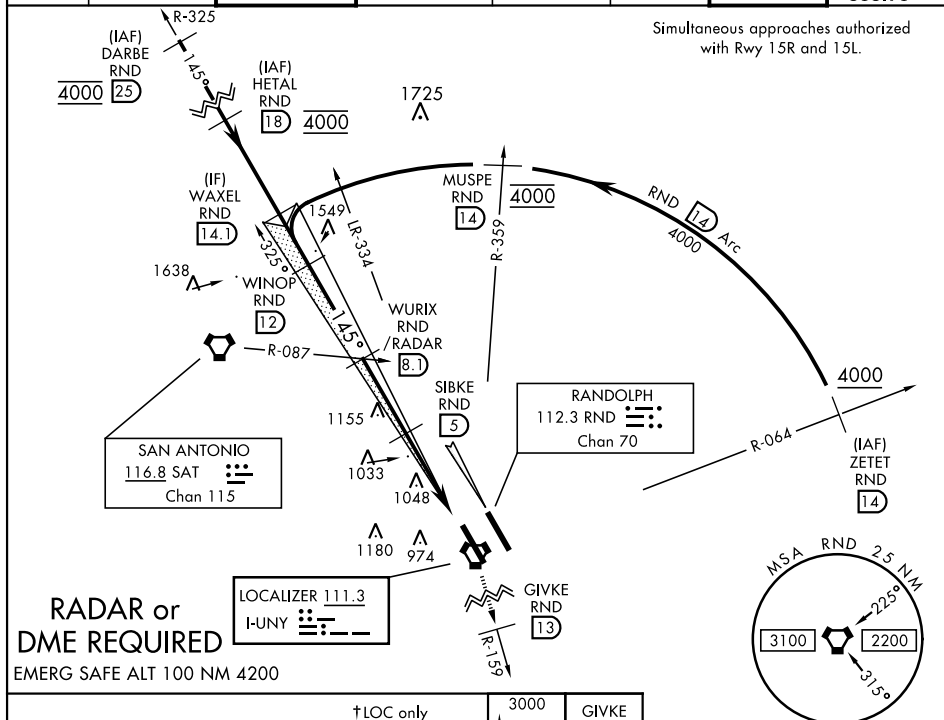 R-325
Simultaneous approaches authorized
with Rwy 15R and 15L.
(IAF)
DARBE
RND
25
4000
145°
(IAF)
HETAL
RND
18
4000
1725
(IF)
WAXEL
RND
14.1
MUSPE
RND
14
4000
RND 14 Arc
4000
1549
LR-334
R-359
325°
1638
WINOP
RND
12
145°
WURIX
RND
RADAR
8.1
R-087
4000
SIBKE
RND
5
RANDOLPH
112.3 RND
Chan 70
R-064
(IAF)
ZETET
RND
14
1155
SAN ANTONIO
116.8 SAT
Chan 115
1033
1048
1180
974
LOCALIZER 111.3
I-UNY
GIVKE
RND
13
R-159
MSA RND 25 NM
225°
3100
2200
315°
RADAR or
DME REQUIRED
EMERG SAFE ALT 100 NM 4200
†LOC only
3000
GIVKE